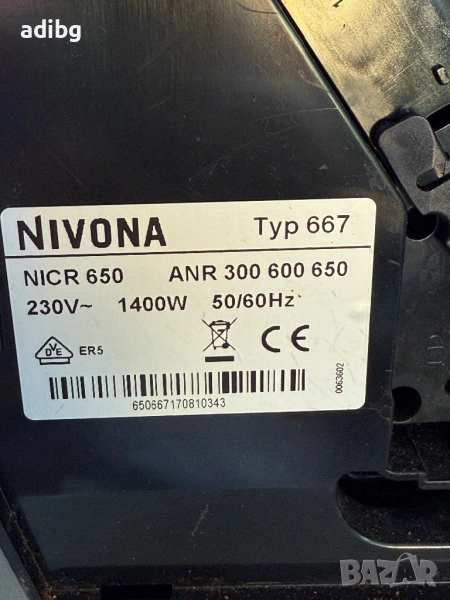 adibg
NIVONA Typ 667
NICR 650 ANR 300 600 650
230V~ 1400W 50/60Hz
VDE ER5 CE
650667170810343
0063602
BAZAR